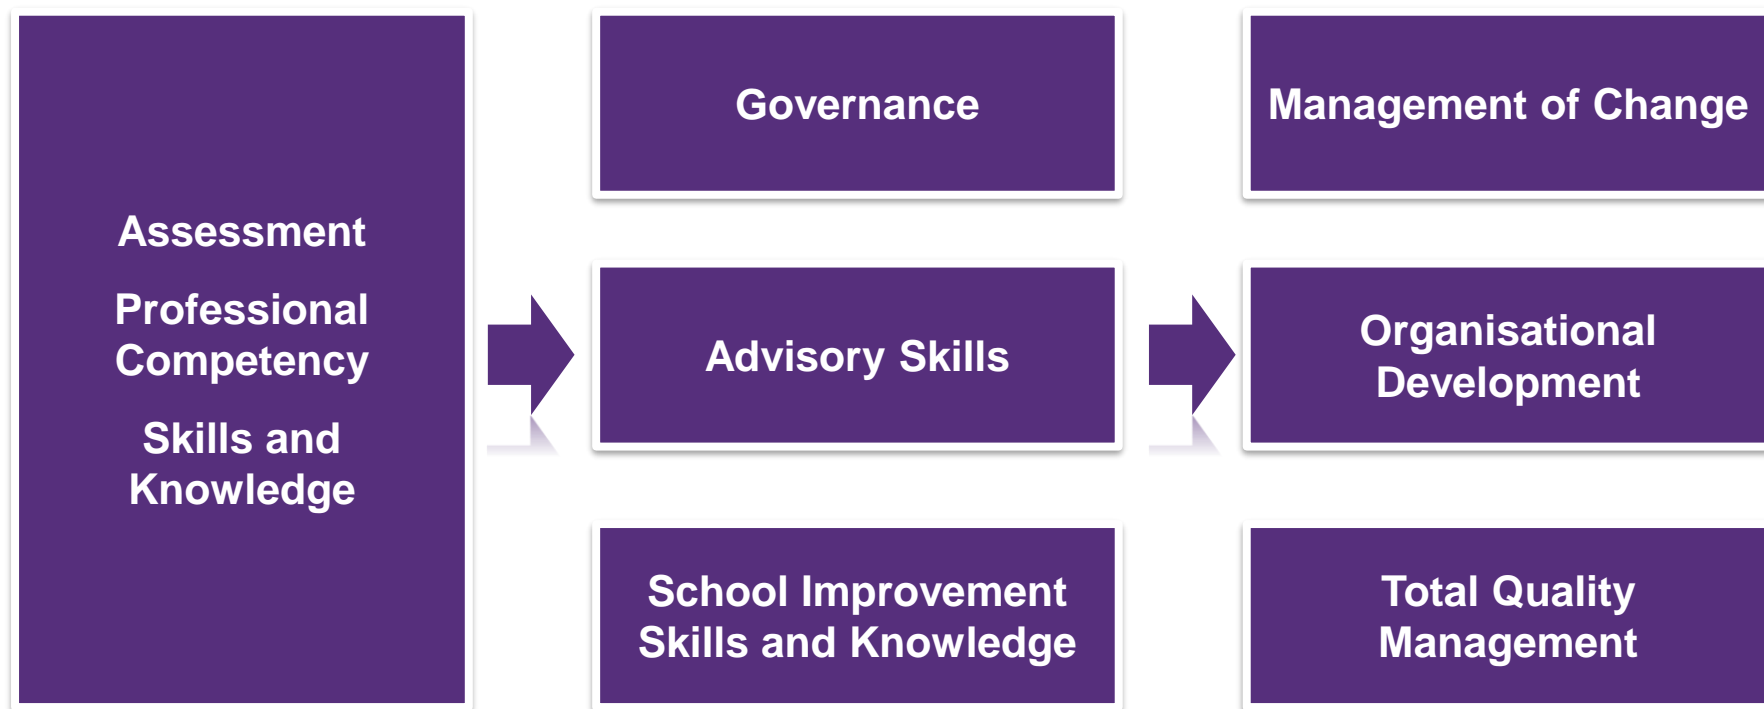 Assessment
Professional
Competency
Skills and
Knowledge
Governance
Advisory Skills
School Improvement
Skills and Knowledge
Management of Change
Organisational
Development
Total Quality
Management